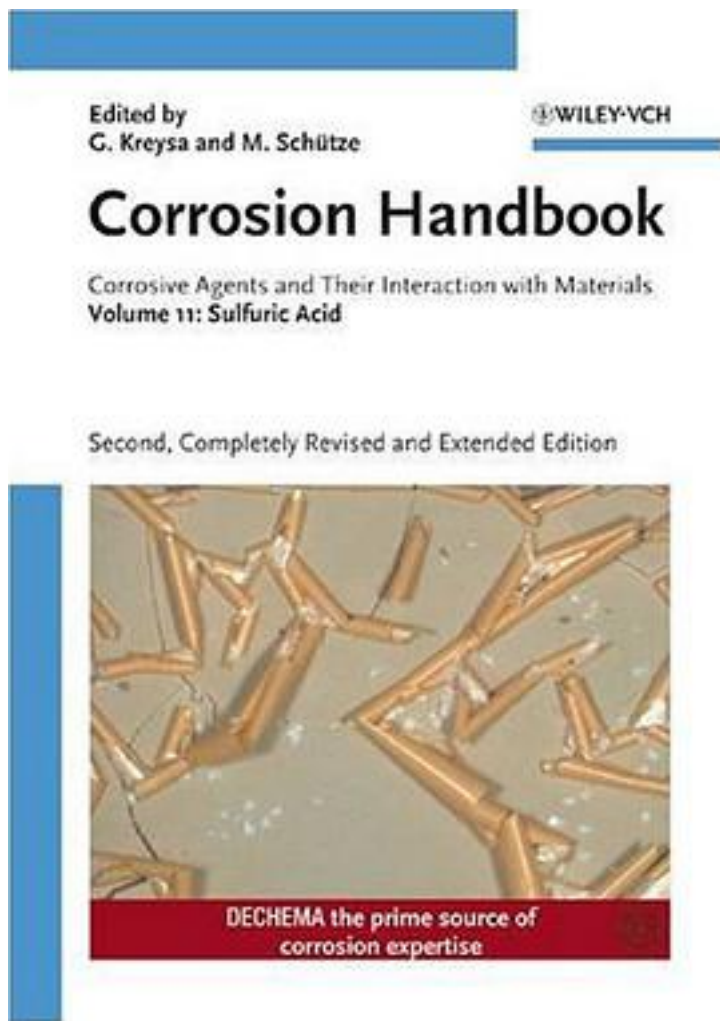 Edited by
G. Kreysa and M. Schütze
WILEY-VCH
Corrosion Handbook
Corrosive Agents and Their Interaction with Materials
Volume 11: Sulfuric Acid
Second, Completely Revised and Extended Edition
DECHEMA the prime source of
corrosion expertise